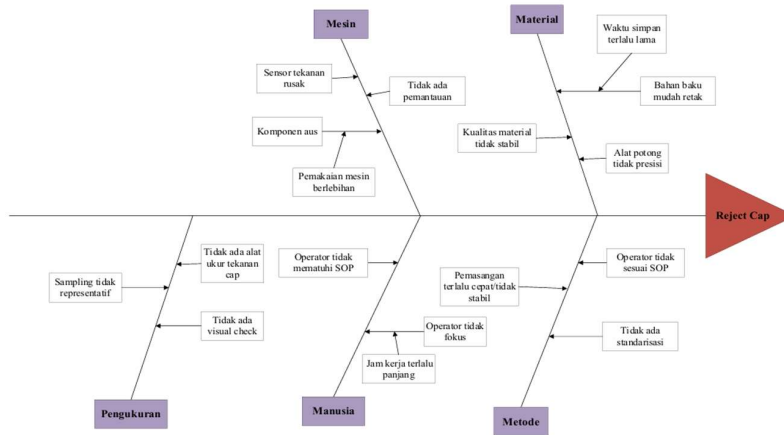 Mesin
Material
Waktu simpan
terlalu lama
Sensor tekanan
rusak
Tidak ada
pemantauan
Bahan baku
mudah retak
Komponen aus
Kualitas material
tidak stabil
Alat potong
tidak presisi
Pemakaian mesin
berlebihan
Reject Cap
Tidak ada alat
ukur tekanan
cap
Operator tidak
mematuhi SOP
Operator tidak
sesuai SOP
Sampling tidak
representatif
Pemasangan
terlalu cepat/tidak
stabil
Tidak ada
visual check
Operator tidak
fokus
Tidak ada
standarisasi
Jam kerja terlalu
panjang
Pengukuran
Manusia
Metode